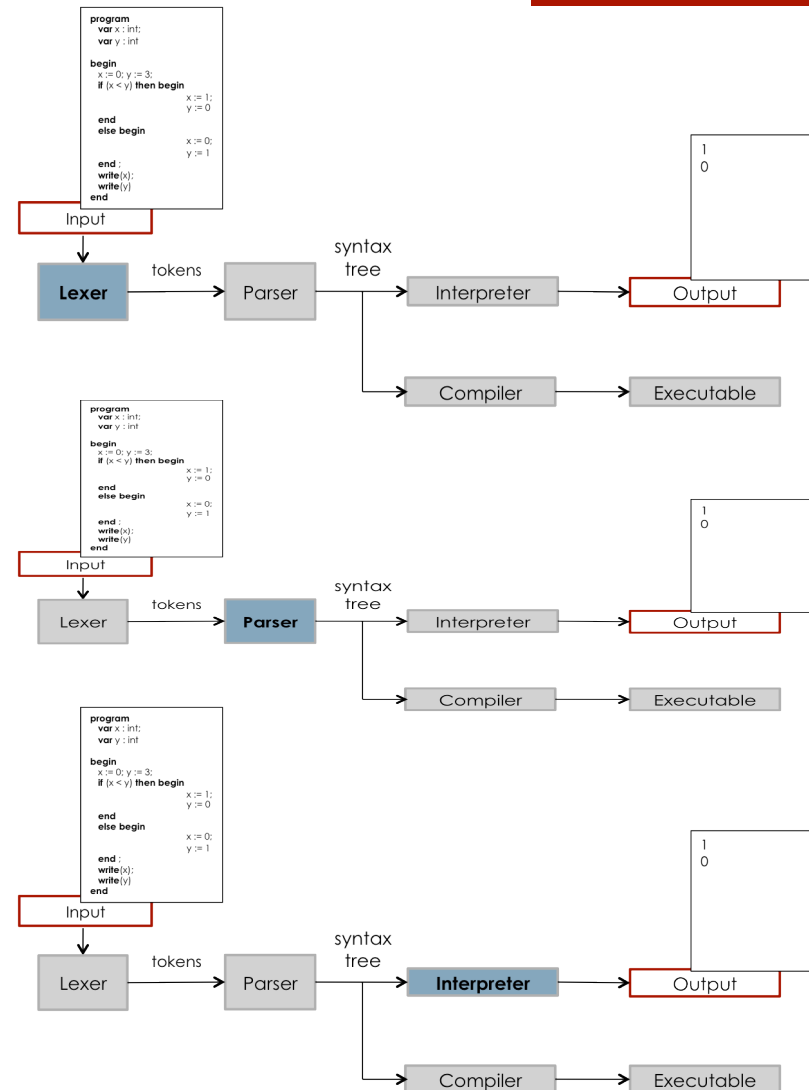 program
var x : int;
var y : int
begin
x := 0; y := 3;
if (x < y) then begin
x := 1;
y := 0
end
else begin
x := 0;
y := 1
end ;
write(x);
write(y)
end
1
0
Input
syntax
tree
tokens
Lexer
Parser
Interpreter
Output
Compiler
Executable
program
var x : int;
var y : int
begin
x := 0; y := 3;
if (x < y) then begin
x := 1;
y := 0
end
else begin
x := 0;
y := 1
end ;
write(x);
write(y)
end
1
0
Input
syntax
tree
tokens
Lexer
Parser
Interpreter
Output
Compiler
Executable
program
var x : int;
var y : int
begin
x := 0; y := 3;
if (x < y) then begin
x := 1;
y := 0
end
else begin
x := 0;
y := 1
end ;
write(x);
write(y)
end
1
0
Input
syntax
tree
tokens
Lexer
Parser
Interpreter
Output
Compiler
Executable